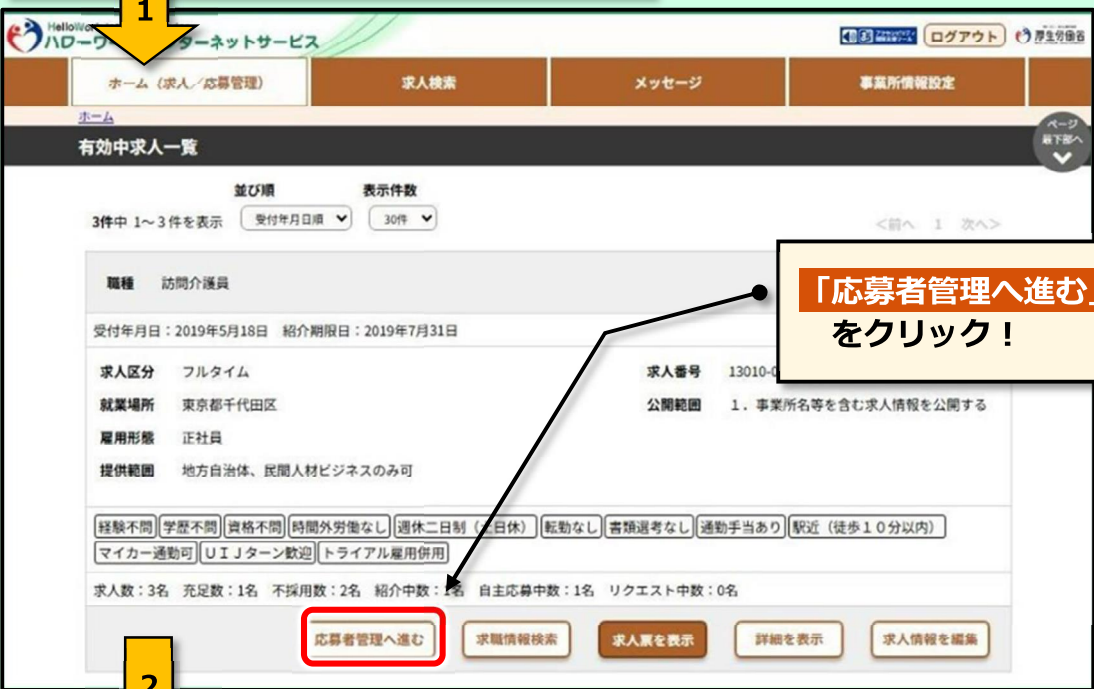 1
ハローワークインターネットサービス
ログアウト
厚生労働省
ホーム（求人／応募管理）
求人検索
メッセージ
事業所情報設定
ホーム
ページ
最下部へ
有効中求人一覧
並び順
表示件数
3件中 1～3件を表示
受付年月日順
30件
<前へ 1 次へ>
職種 訪問介護員
「応募者管理へ進む」
をクリック！
受付年月日：2019年5月18日 紹介期限日：2019年7月31日
求人区分 フルタイム
求人番号 13010-
就業場所 東京都千代田区
公開範囲 １．事業所名等を含む求人情報を公開する
雇用形態 正社員
提供範囲 地方自治体、民間人材ビジネスのみ可
経験不問 学歴不問 資格不問 時間外労働なし 週休二日制（土日休） 転勤なし 書類選考なし 通勤手当あり 駅近（徒歩１０分以内）
マイカー通勤可 ＵＩＪターン歓迎 トライアル雇用併用
求人数：3名 充足数：1名 不採用数：2名 紹介中数：1名 自主応募中数：1名 リクエスト中数：0名
応募者管理へ進む
求職情報検索
求人票を表示
詳細を表示
求人情報を編集
2